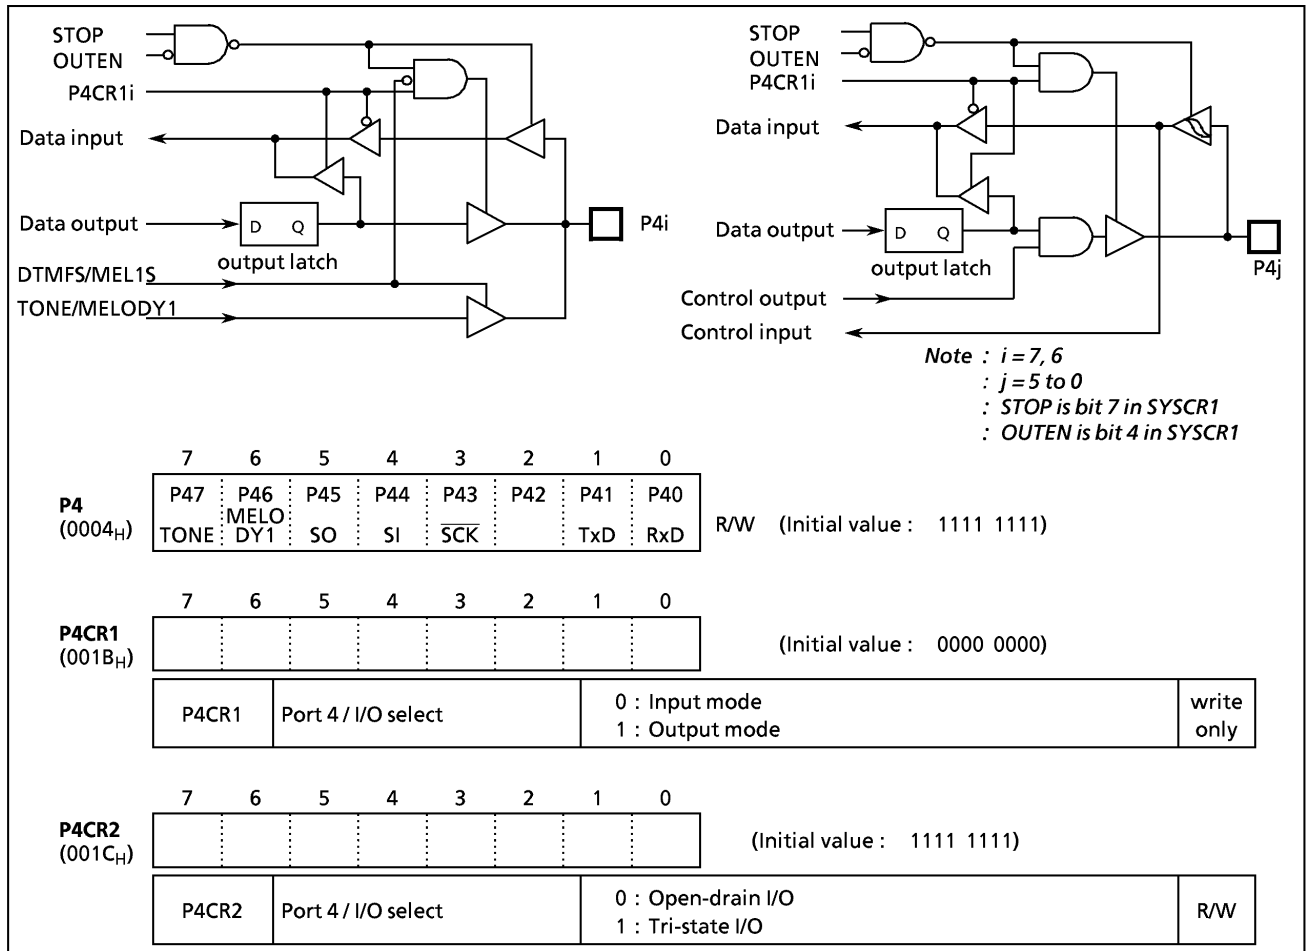 STOP
OUTEN
P4CR1i
Data input
Data output
D Q
output latch
DTMFS/MEL1S
TONE/MELODY1
P4i
STOP
OUTEN
P4CR1i
Data input
Data output
D Q
output latch
Control output
Control input
P4j
Note : i = 7, 6
: j = 5 to 0
: STOP is bit 7 in SYSCR1
: OUTEN is bit 4 in SYSCR1
7 6 5 4 3 2 1 0
P4
(0004H)
P47 P46 P45 P44 P43 P42 P41 P40
MELO
TONE DY1 SO SI SCK TxD RxD
R/W (Initial value : 1111 1111)
7 6 5 4 3 2 1 0
P4CR1
(001BH)
(Initial value : 0000 0000)
P4CR1 Port 4 / I/O select
0 : Input mode
1 : Output mode
write
only
7 6 5 4 3 2 1 0
P4CR2
(001CH)
(Initial value : 1111 1111)
P4CR2 Port 4 / I/O select
0 : Open-drain I/O
1 : Tri-state I/O
R/W